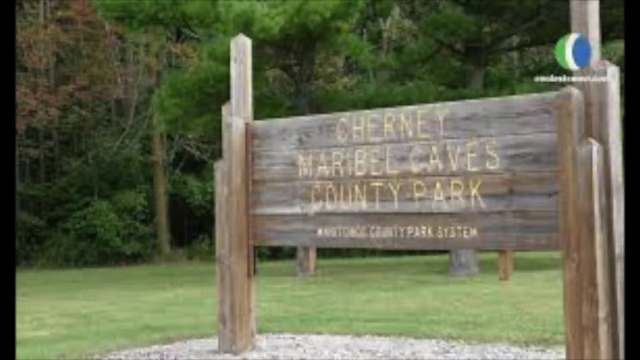 CHERNEY
MARIBEL CAVES
COUNTY PARK
MANITOWOC COUNTY PARK SYSTEM